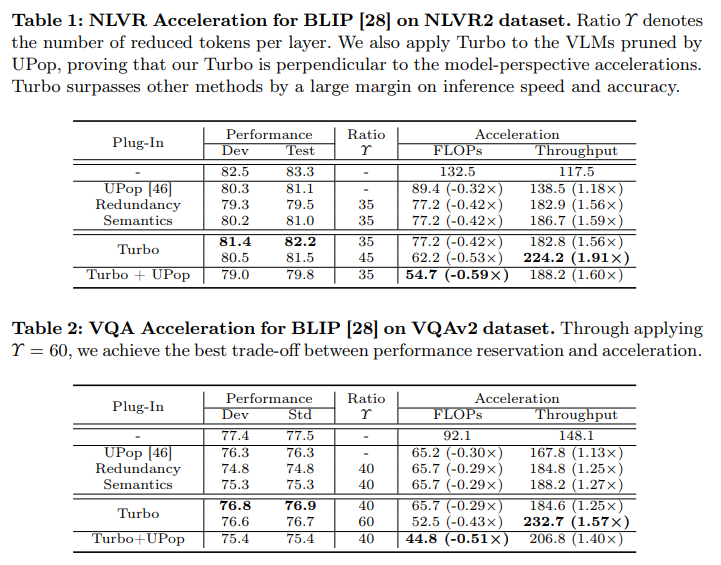 Table 1: NLVR Acceleration for BLIP [28] on NLVR2 dataset. Ratio ϒ denotes
the number of reduced tokens per layer. We also apply Turbo to the VLMs pruned by
UPop, proving that our Turbo is perpendicular to the model-perspective accelerations.
Turbo surpasses other methods by a large margin on inference speed and accuracy.
Plug-In Performance Ratio Acceleration
Dev Test ϒ FLOPs Throughput
- 82.5 83.3 - 132.5 117.5
UPop [46] 80.3 81.1 - 89.4 (-0.32×) 138.5 (1.18×)
Redundancy 79.3 79.5 35 77.2 (-0.42×) 182.9 (1.56×)
Semantics 80.2 81.0 35 77.2 (-0.42×) 186.7 (1.59×)
Turbo 81.4 82.2 35 77.2 (-0.42×) 182.8 (1.56×)
80.5 81.5 45 62.2 (-0.53×) 224.2 (1.91×)
Turbo + UPop 79.0 79.8 35 54.7 (-0.59×) 188.2 (1.60×)
Table 2: VQA Acceleration for BLIP [28] on VQAv2 dataset. Through applying
ϒ = 60, we achieve the best trade-off between performance reservation and acceleration.
Plug-In Performance Ratio Acceleration
Dev Std ϒ FLOPs Throughput
- 77.4 77.5 - 92.1 148.1
UPop [46] 76.3 76.3 - 65.2 (-0.30×) 167.8 (1.13×)
Redundancy 74.8 74.8 40 65.7 (-0.29×) 184.8 (1.25×)
Semantics 75.3 75.3 40 65.7 (-0.29×) 188.2 (1.27×)
Turbo 76.8 76.9 40 65.7 (-0.29×) 184.6 (1.25×)
76.6 76.7 60 52.5 (-0.43×) 232.7 (1.57×)
Turbo+UPop 75.4 75.4 40 44.8 (-0.51×) 206.8 (1.40×)